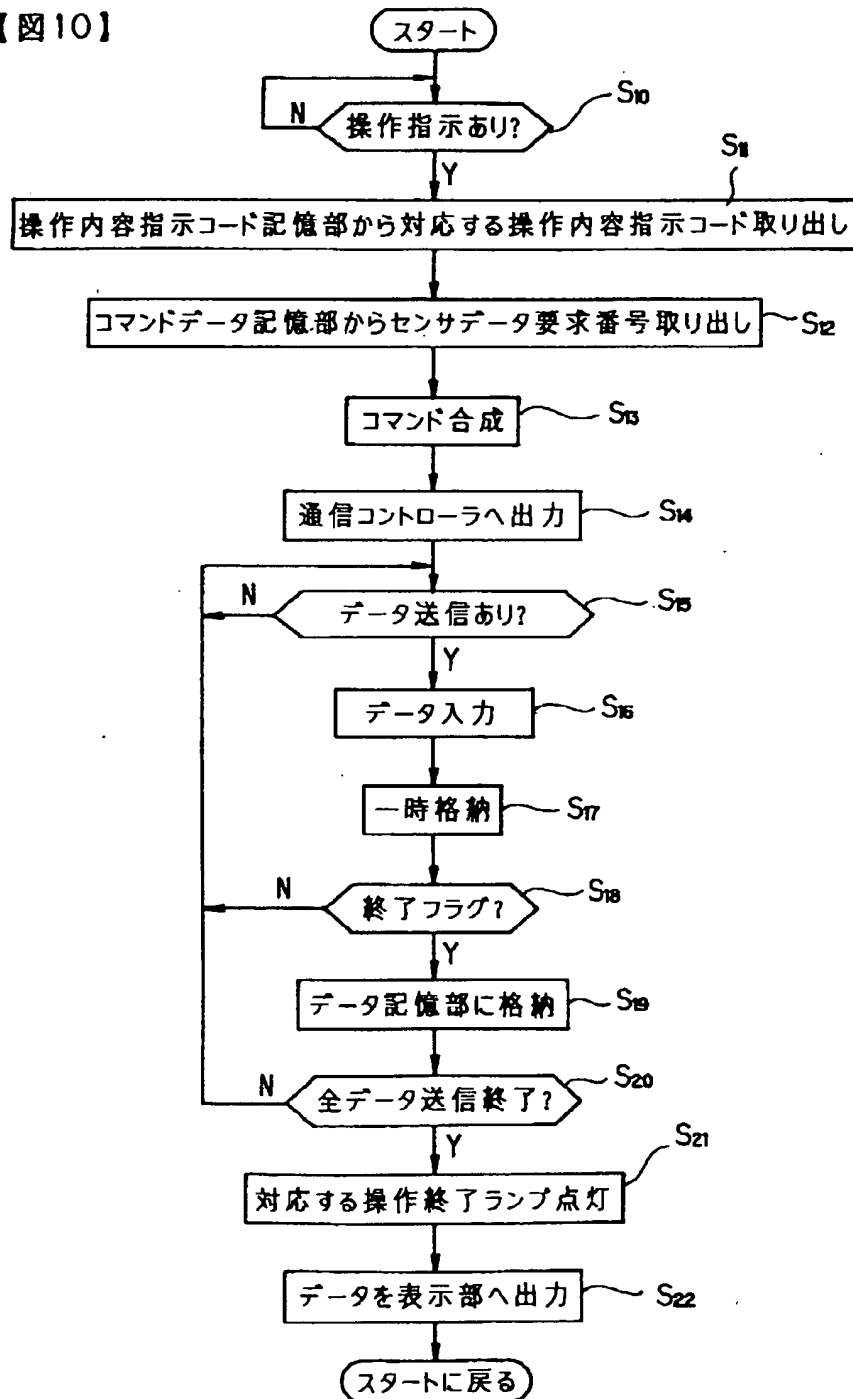 【図10】
スタート
操作指示あり?
S10
N
Y
S11
操作内容指示コード記憶部から対応する操作内容指示コード取り出し
コマンドデータ記憶部からセンサデータ要求番号取り出し
S12
コマンド合成
S13
通信コントローラへ出力
S14
N
データ送信あり?
S15
Y
データ入力
S16
一時格納
S17
N
終了フラグ?
S18
Y
データ記憶部に格納
S19
N
全データ送信終了?
S20
Y
S21
対応する操作終了ランプ点灯
データを表示部へ出力
S22
スタートに戻る